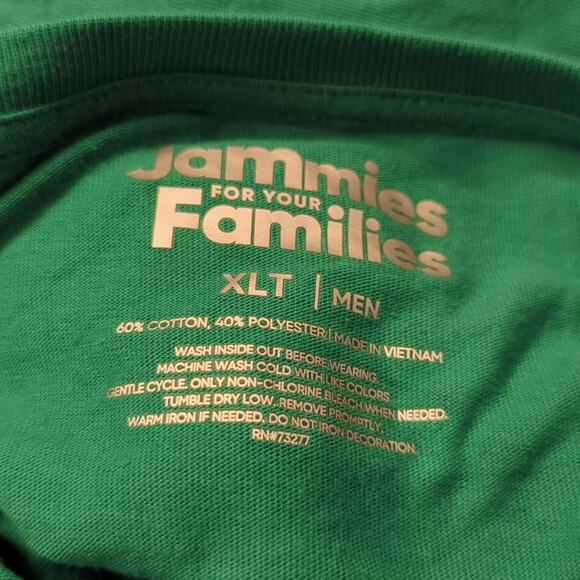 Jammies
FOR YOUR
Families
XLT | MEN
60% COTTON, 40% POLYESTER | MADE IN VIETNAM
WASH INSIDE OUT BEFORE WEARING.
MACHINE WASH COLD WITH LIKE COLORS
GENTLE CYCLE. ONLY NON-CHLORINE BLEACH WHEN NEEDED.
TUMBLE DRY LOW. REMOVE PROMPTLY.
WARM IRON IF NEEDED. DO NOT IRON DECORATION.
RN#73277